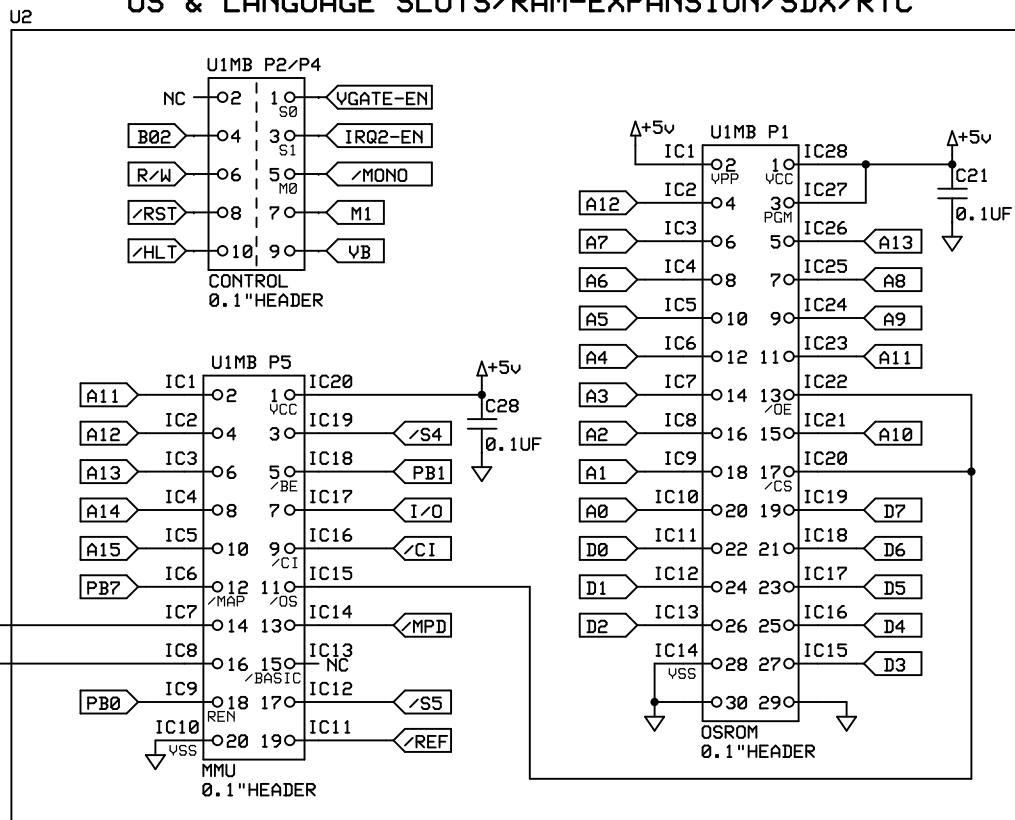 OS & LANGUAGE SLOTS/RAM-EXPANSION/SDX/RTC
U2
U1MB P2/P4
NC 2 1 VGATE-EN
S0
B02 4 3 IRQ2-EN
S1
R/W 6 5 /MONO
M0
/RST 8 7 M1
/HLT 10 9 VB
CONTROL
0.1"HEADER
U1MB P5
A11 IC1 2 1 IC20 +5v
VCC
C28
0.1UF
A12 IC2 4 3 IC19 /S4
A13 IC3 6 5 IC18 PB1
/BE
A14 IC4 8 7 IC17 I/O
A15 IC5 10 9 IC16 /CI
/CI
PB7 IC6 12 11 IC15
/MAP /OS
IC7 14 13 IC14 /MPD
IC8 16 15 IC13 NC
/BASIC
PB0 IC9 18 17 IC12 /S5
REN
IC10 20 19 IC11 /REF
VSS
MMU
0.1"HEADER
+5v U1MB P1 +5v
IC1 2 1 IC28
VPP VCC
C21
0.1UF
A12 IC2 4 3 IC27
PGM
A7 IC3 6 5 IC26 A13
A6 IC4 8 7 IC25 A8
A5 IC5 10 9 IC24 A9
A4 IC6 12 11 IC23 A11
A3 IC7 14 13 IC22
/OE
A2 IC8 16 15 IC21 A10
A1 IC9 18 17 IC20
/CS
A0 IC10 20 19 IC19 D7
D0 IC11 22 21 IC18 D6
D1 IC12 24 23 IC17 D5
D2 IC13 26 25 IC16 D4
IC14 28 27 IC15 D3
VSS
30 29
OSROM
0.1"HEADER